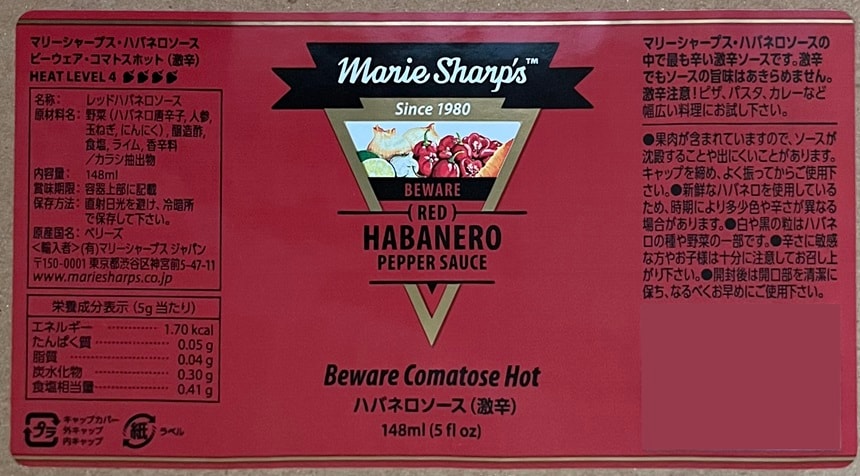 マリーシャープス・ハバネロソース
ビーウェア・コマトスホット（激辛）
HEAT LEVEL 4
名称： レッドハバネロソース
原材料名： 野菜（ハバネロ唐辛子, 人参,
玉ねぎ, にんにく）, 醸造酢,
食塩, ライム, 香辛料
／カラシ抽出物
内容量： 148ml
賞味期限： 容器上部に記載
保存方法： 直射日光を避け、冷暗所
で保存して下さい。
原産国名： ベリーズ
＜輸入者＞（有）マリーシャープス ジャパン
〒150-0001 東京都渋谷区神宮前5-47-11
www.mariesharps.co.jp
栄養成分表示（5g 当たり）
エネルギー 1.70 kcal
たんぱく質 0.05 g
脂質 0.04 g
炭水化物 0.30 g
食塩相当量 0.41 g
プラ
キャップカバー
外キャップ
内キャップ
紙
ラベル
Marie Sharp's™
Since 1980
BEWARE
(RED)
HABANERO
PEPPER SAUCE
Beware Comatose Hot
ハバネロソース（激辛）
148ml (5 fl oz)
マリーシャープス・ハバネロソースの
中で最も辛い激辛ソースです。激辛
でもソースの旨味はあきらめません。
激辛注意！ピザ、パスタ、カレーなど
幅広い料理にお試し下さい。
●果肉が含まれていますので、ソースが
沈殿することや出にくいことがあります。
キャップを締め、よく振ってからご使用下
さい。●新鮮なハバネロを使用している
ため、時期により多少色や辛さが異なる
場合があります。●白や黒の粒はハバネ
ロの種や野菜の一部です。●辛さに敏感
な方やお子様は十分に注意してお召し上
がり下さい。●開封後は開口部を清潔に
保ち、なるべくお早めにご使用下さい。